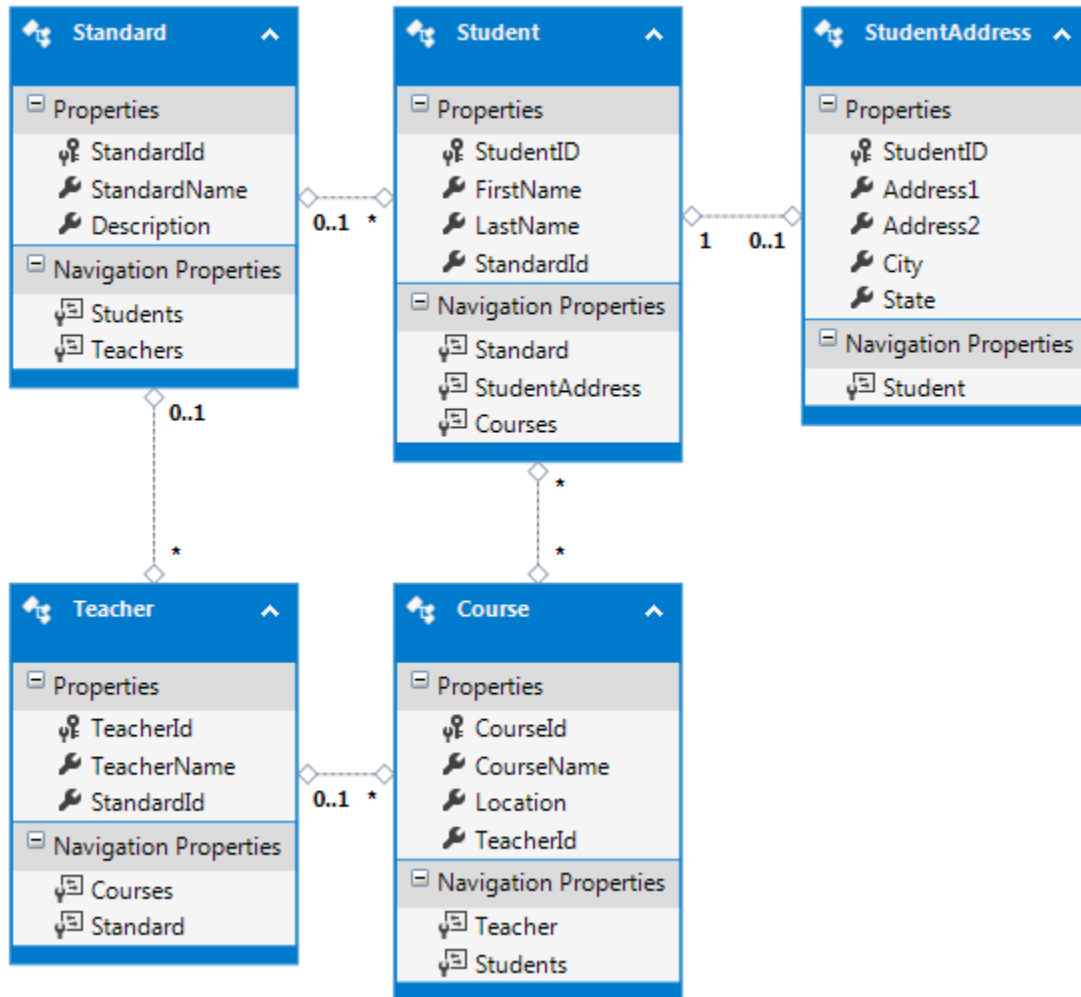 Standard
Properties
StandardId
StandardName
Description
Navigation Properties
Students
Teachers
0..1 *
Student
Properties
StudentID
FirstName
LastName
StandardId
Navigation Properties
Standard
StudentAddress
Courses
1 0..1
StudentAddress
Properties
StudentID
Address1
Address2
City
State
Navigation Properties
Student
0..1
*
*
*
Teacher
Properties
TeacherId
TeacherName
StandardId
Navigation Properties
Courses
Standard
0..1 *
Course
Properties
CourseId
CourseName
Location
TeacherId
Navigation Properties
Teacher
Students